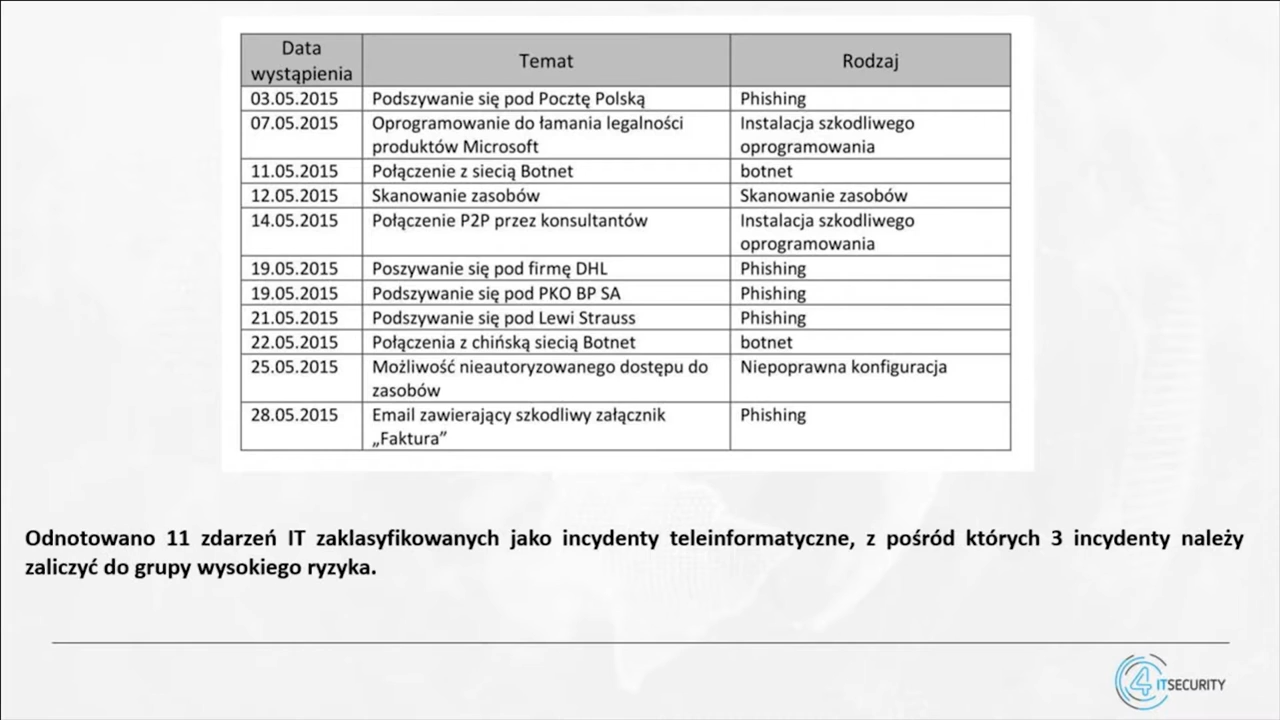 Data wystąpienia Temat Rodzaj
03.05.2015 Podszywanie się pod Pocztę Polską Phishing
07.05.2015 Oprogramowanie do łamania legalności produktów Microsoft Instalacja szkodliwego oprogramowania
11.05.2015 Połączenie z siecią Botnet botnet
12.05.2015 Skanowanie zasobów Skanowanie zasobów
14.05.2015 Połączenie P2P przez konsultantów Instalacja szkodliwego oprogramowania
19.05.2015 Poszywanie się pod firmę DHL Phishing
19.05.2015 Podszywanie się pod PKO BP SA Phishing
21.05.2015 Podszywanie się pod Lewi Strauss Phishing
22.05.2015 Połączenia z chińską siecią Botnet botnet
25.05.2015 Możliwość nieautoryzowanego dostępu do zasobów Niepoprawna konfiguracja
28.05.2015 Email zawierający szkodliwy załącznik „Faktura” Phishing
Odnotowano 11 zdarzeń IT zaklasyfikowanych jako incydenty teleinformatyczne, z pośród których 3 incydenty należy
zaliczyć do grupy wysokiego ryzyka.
4 ITSECURITY